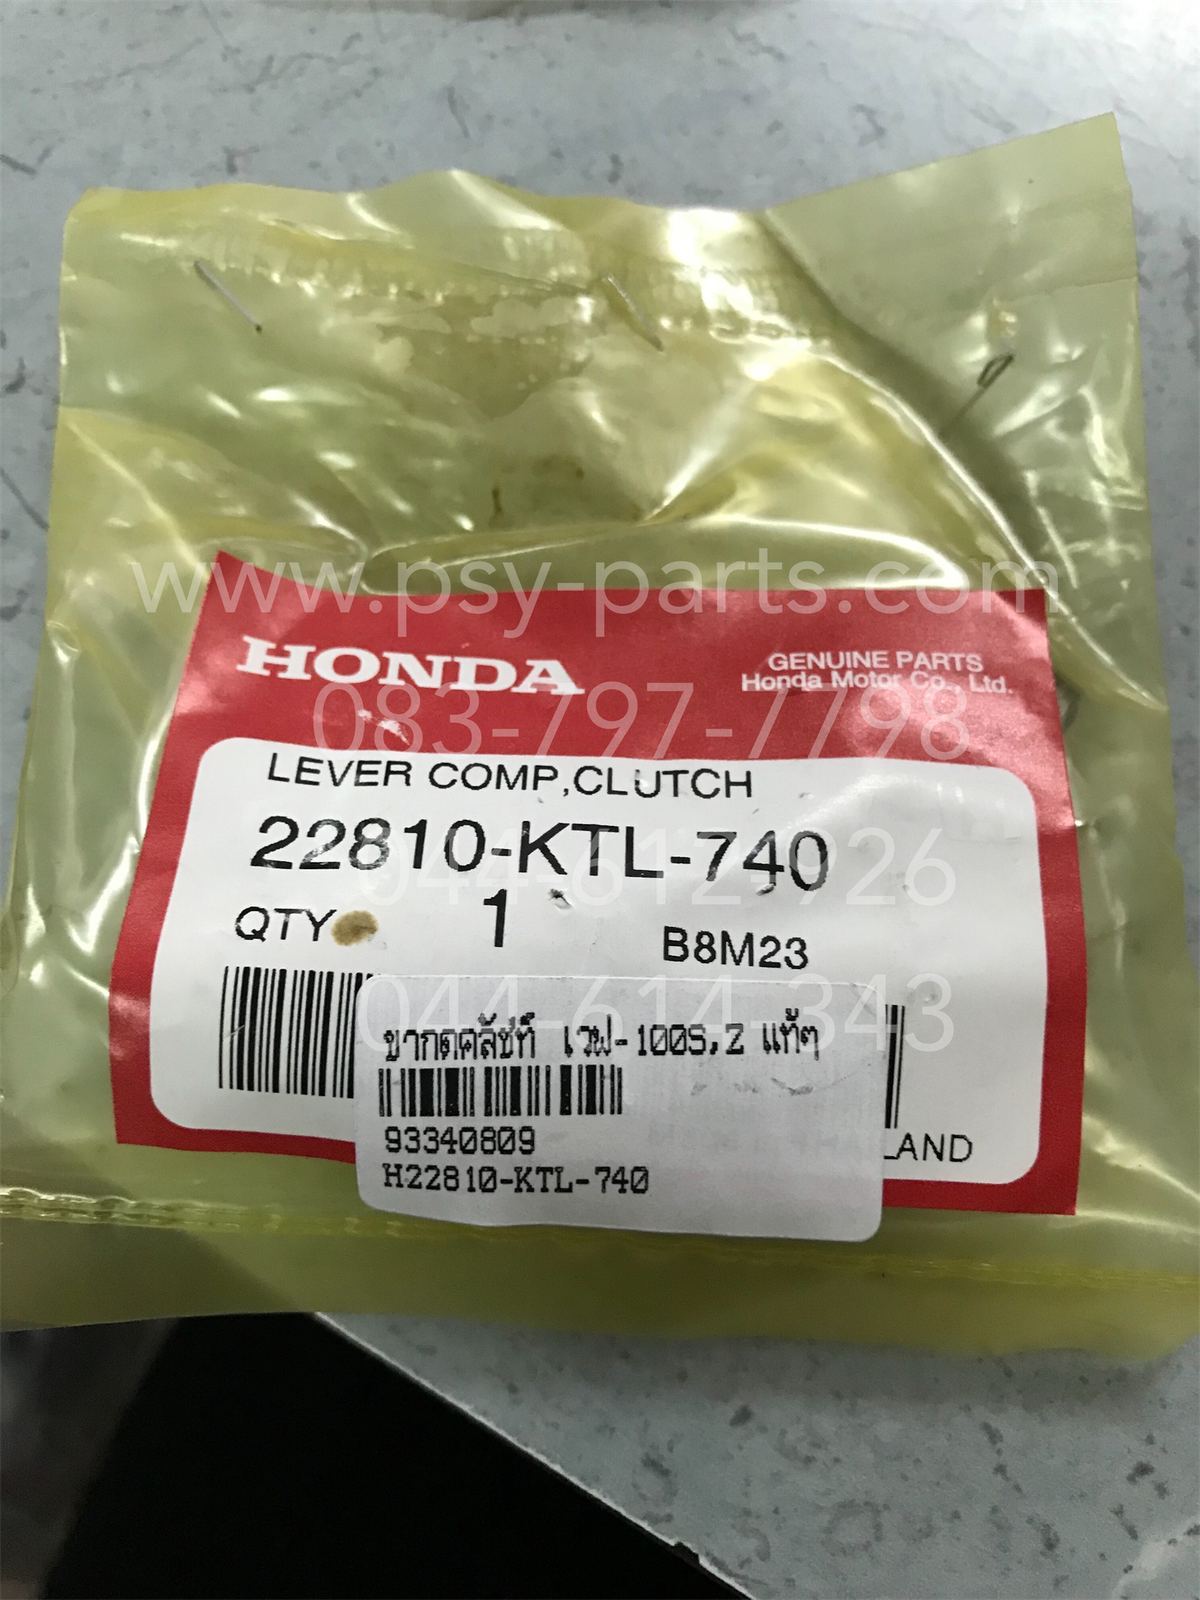 www.psy-parts.com
HONDA
GENUINE PARTS
Honda Motor Co., Ltd.
083-797-7798
LEVER COMP,CLUTCH
22810-KTL-740
044-612-926
QTY 1 B8M23
044-614-343
ขากดคลัชท์ เวฟ-100S,Z แท้ๆ
93340809
LAND
H22810-KTL-740